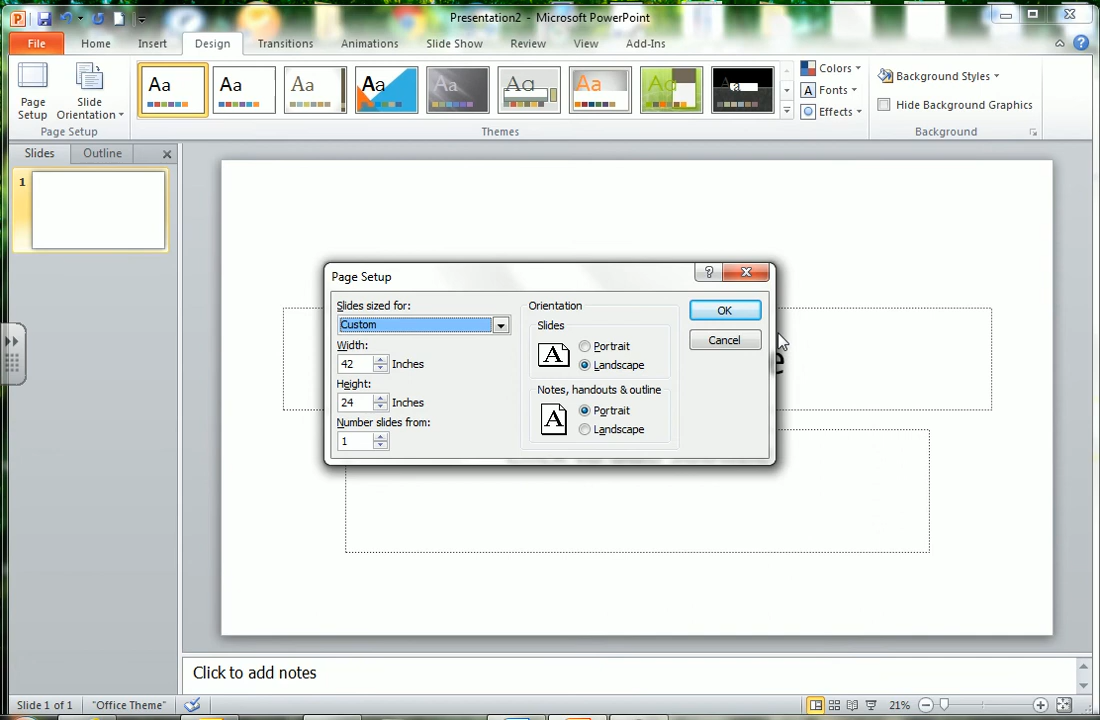 Presentation2 - Microsoft PowerPoint
File Home Insert Design Transitions Animations Slide Show Review View Add-Ins
Page Setup
Slide Orientation
Aa Aa Aa Aa Aa Aa Aa Aa
Colors
Fonts
Effects
Background Styles
Hide Background Graphics
Page Setup Themes Background
Slides Outline
1
Page Setup
Slides sized for:
Custom
Width:
42 Inches
Height:
24 Inches
Number slides from:
1
Orientation
Slides
Portrait
Landscape
Notes, handouts & outline
Portrait
Landscape
OK
Cancel
Click to add notes
Slide 1 of 1 "Office Theme" 21%